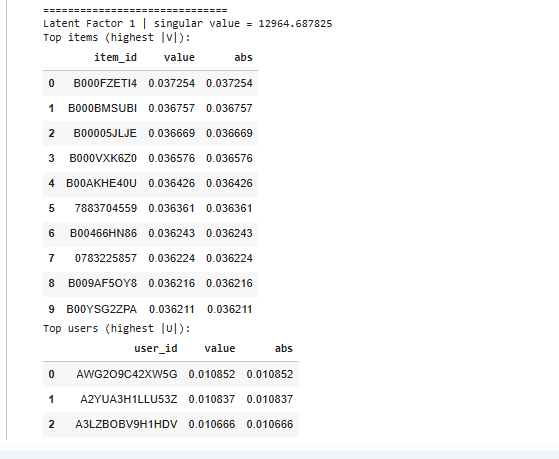 ==============================
Latent Factor 1 | singular value = 12964.687825
Top items (highest |V|):
item_id value abs
0 B000FZETI4 0.037254 0.037254
1 B000BMSUBI 0.036757 0.036757
2 B00005JLJE 0.036669 0.036669
3 B000VXK6Z0 0.036576 0.036576
4 B00AKHE40U 0.036426 0.036426
5 7883704559 0.036361 0.036361
6 B00466HN86 0.036243 0.036243
7 0783225857 0.036224 0.036224
8 B009AF5OY8 0.036216 0.036216
9 B00YSG2ZPA 0.036211 0.036211
Top users (highest |U|):
user_id value abs
0 AWG2O9C42XW5G 0.010852 0.010852
1 A2YUA3H1LLU53Z 0.010837 0.010837
2 A3LZBOBV9H1HDV 0.010666 0.010666